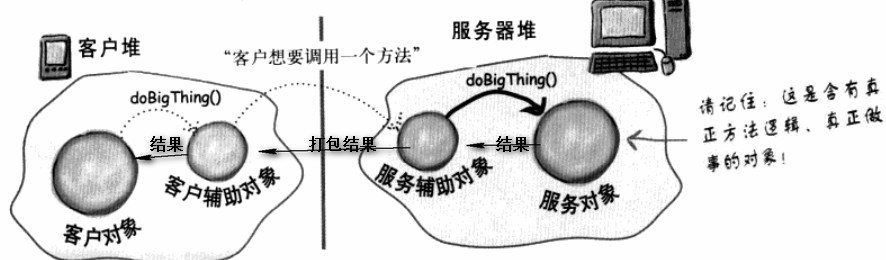 客户堆
服务器堆
“客户想要调用一个方法”
doBigThing()
doBigThing()
结果
打包结果
结果
客户对象
客户辅助对象
服务辅助对象
服务对象
请记住：这是含有真
正方法逻辑、真正做
事的对象！